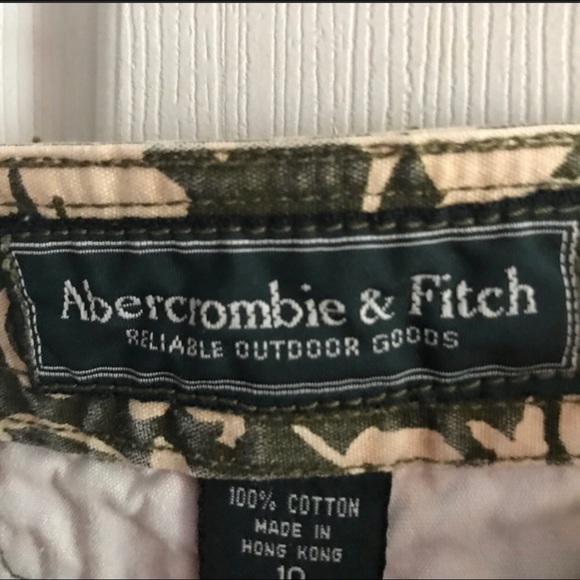 Abercrombie & Fitch
RELIABLE OUTDOOR GOODS
100% COTTON
MADE IN
HONG KONG
10